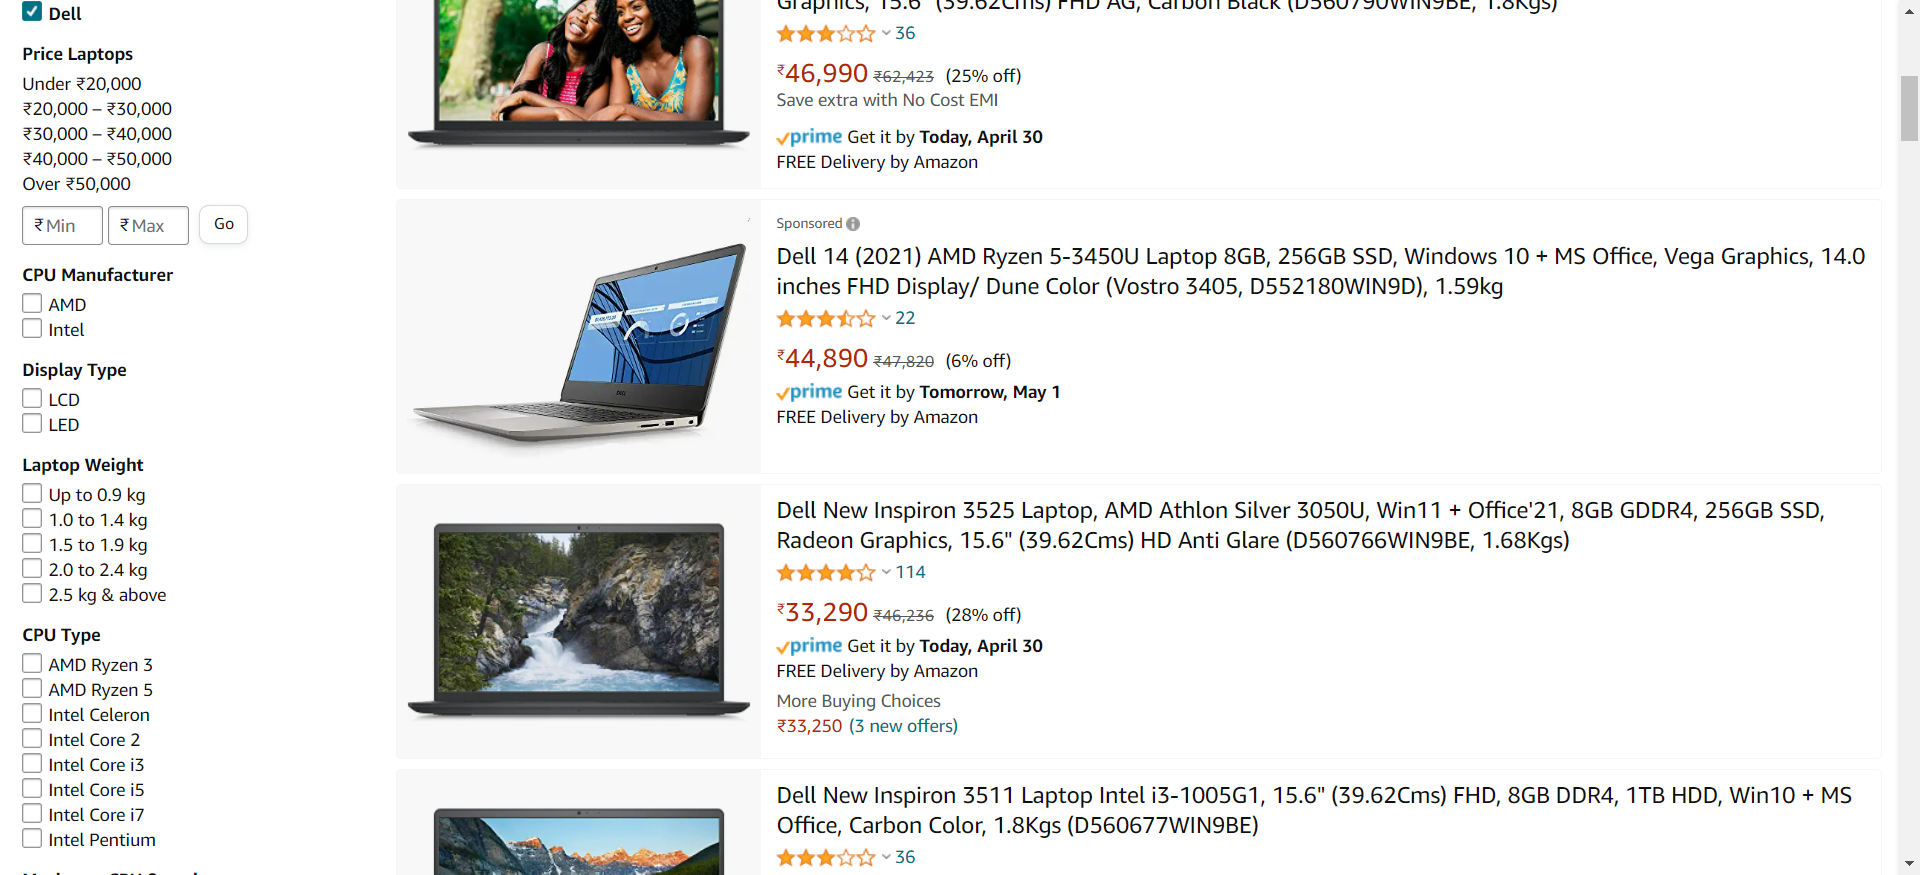 Dell
Price Laptops
Under ₹20,000
₹20,000 – ₹30,000
₹30,000 – ₹40,000
₹40,000 – ₹50,000
Over ₹50,000
₹ Min ₹ Max Go
CPU Manufacturer
AMD
Intel
Display Type
LCD
LED
Laptop Weight
Up to 0.9 kg
1.0 to 1.4 kg
1.5 to 1.9 kg
2.0 to 2.4 kg
2.5 kg & above
CPU Type
AMD Ryzen 3
AMD Ryzen 5
Intel Celeron
Intel Core 2
Intel Core i3
Intel Core i5
Intel Core i7
Intel Pentium
Graphics, 15.6" (39.62Cms) FHD AG, Carbon Black (D560790WIN9BE, 1.8Kgs)
36
₹46,990 ₹62,423 (25% off)
Save extra with No Cost EMI
prime Get it by Today, April 30
FREE Delivery by Amazon
Sponsored
Dell 14 (2021) AMD Ryzen 5-3450U Laptop 8GB, 256GB SSD, Windows 10 + MS Office, Vega Graphics, 14.0
inches FHD Display/ Dune Color (Vostro 3405, D552180WIN9D), 1.59kg
22
₹44,890 ₹47,820 (6% off)
prime Get it by Tomorrow, May 1
FREE Delivery by Amazon
Dell New Inspiron 3525 Laptop, AMD Athlon Silver 3050U, Win11 + Office'21, 8GB GDDR4, 256GB SSD,
Radeon Graphics, 15.6" (39.62Cms) HD Anti Glare (D560766WIN9BE, 1.68Kgs)
114
₹33,290 ₹46,236 (28% off)
prime Get it by Today, April 30
FREE Delivery by Amazon
More Buying Choices
₹33,250 (3 new offers)
Dell New Inspiron 3511 Laptop Intel i3-1005G1, 15.6" (39.62Cms) FHD, 8GB DDR4, 1TB HDD, Win10 + MS
Office, Carbon Color, 1.8Kgs (D560677WIN9BE)
36